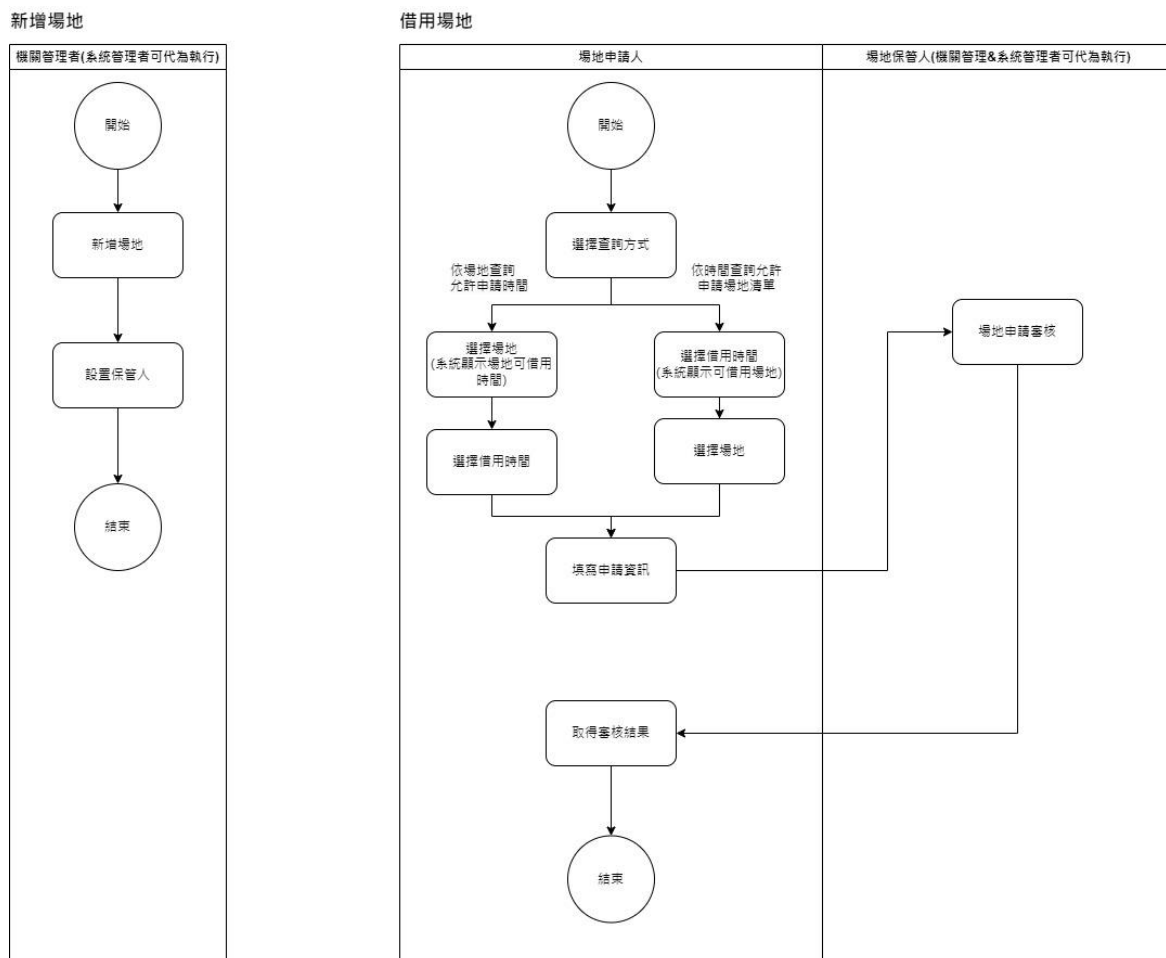 新增場地
機關管理者(系統管理者可代為執行)
開始
新增場地
設置保管人
結束
借用場地
場地申請人
場地保管人(機關管理&系統管理者可代為執行)
開始
選擇查詢方式
依場地查詢
允許申請時間
依時間查詢允許
申請場地清單
選擇場地
(系統顯示場地可借用
時間)
選擇借用時間
(系統顯示可借用場地)
選擇借用時間
選擇場地
填寫申請資訊
場地申請審核
取得審核結果
結束